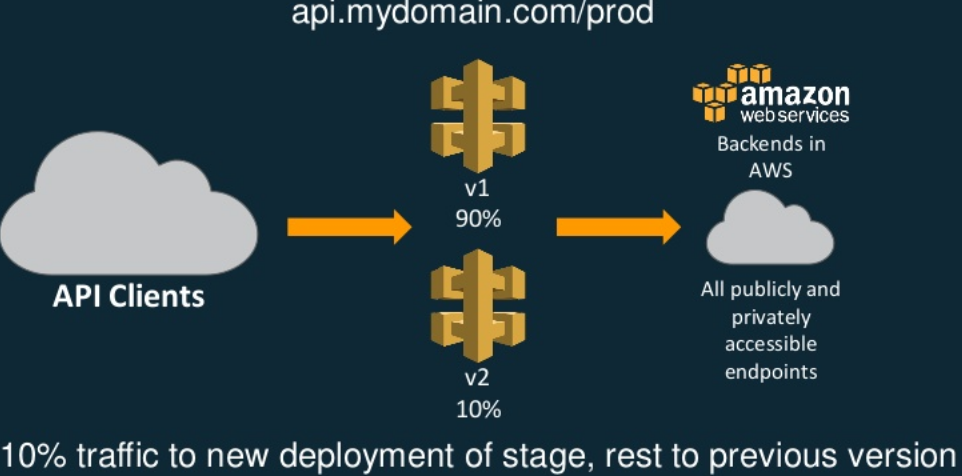 api.mydomain.com/prod
amazon
webservices
Backends in
AWS
v1
90%
API Clients
All publicly and
privately
accessible
endpoints
v2
10%
10% traffic to new deployment of stage, rest to previous version